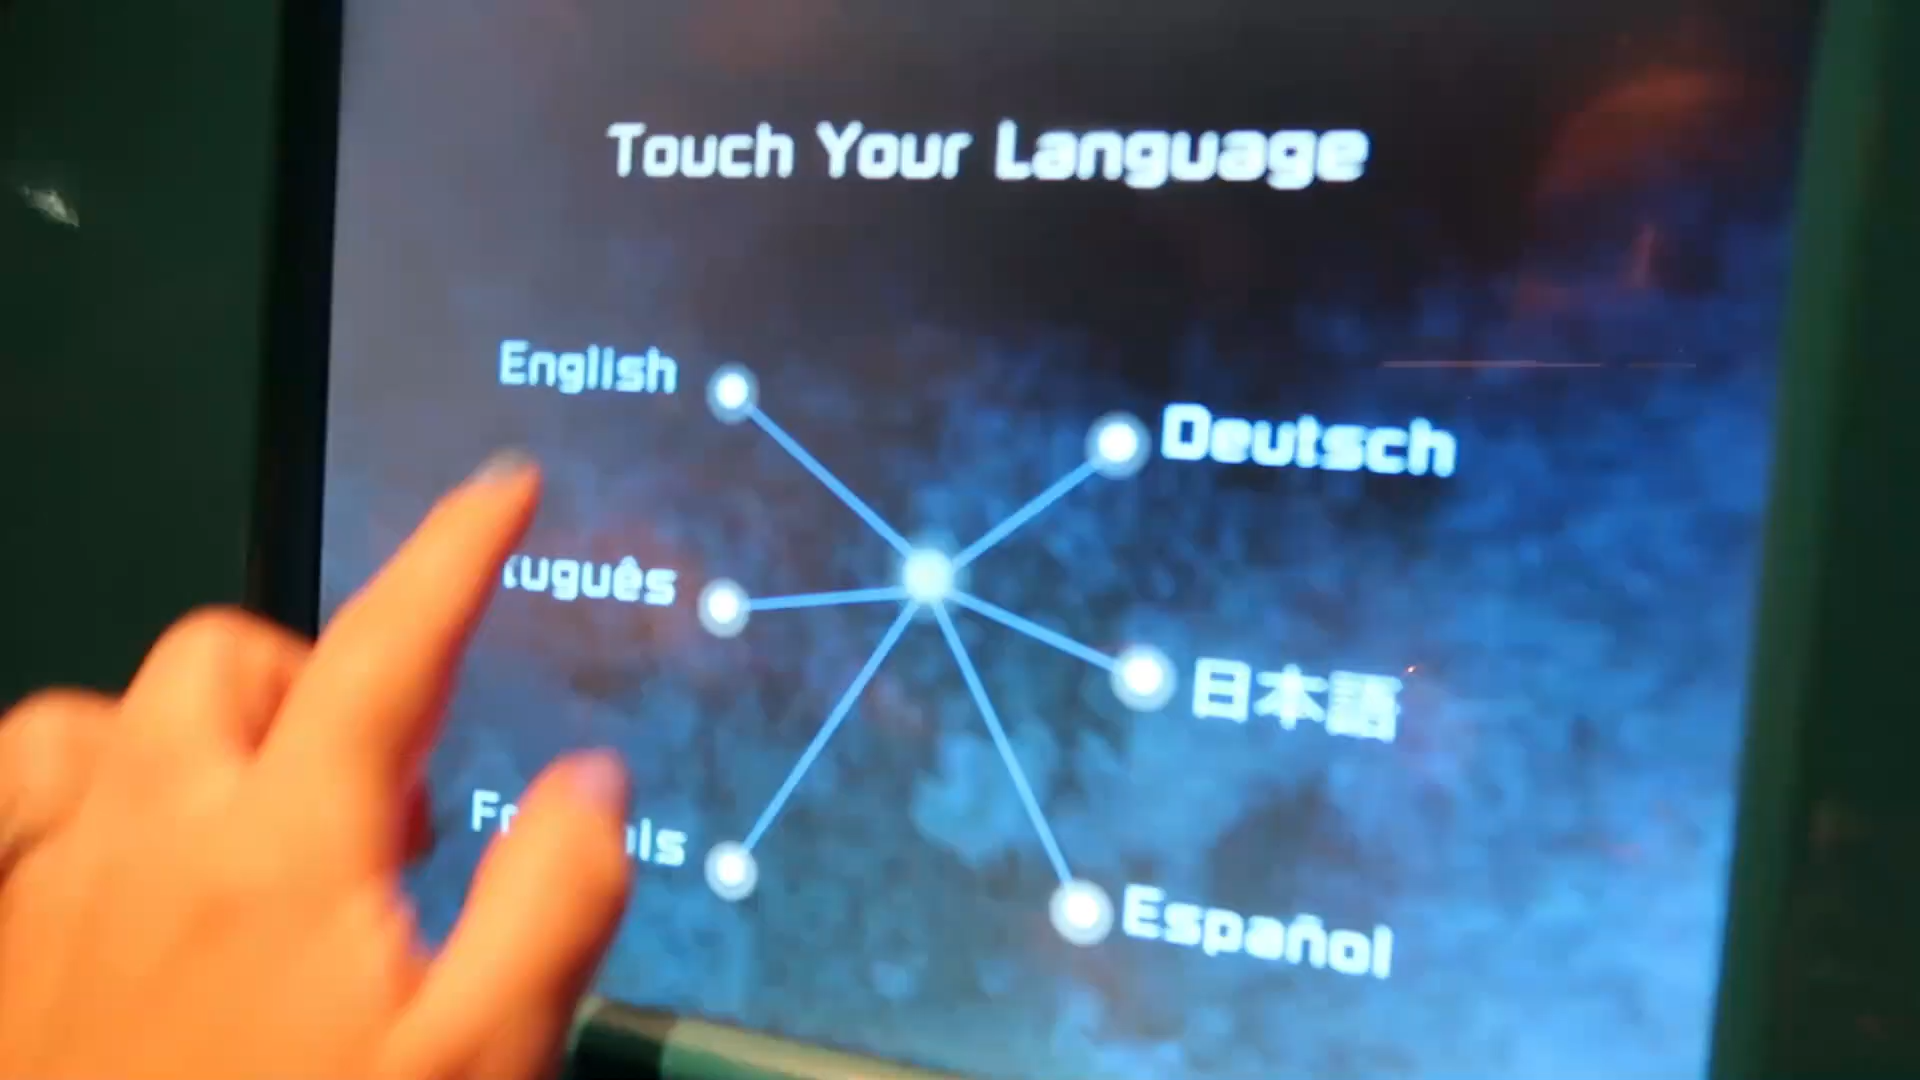 Touch Your Language
English
Deutsch
日本語
Español